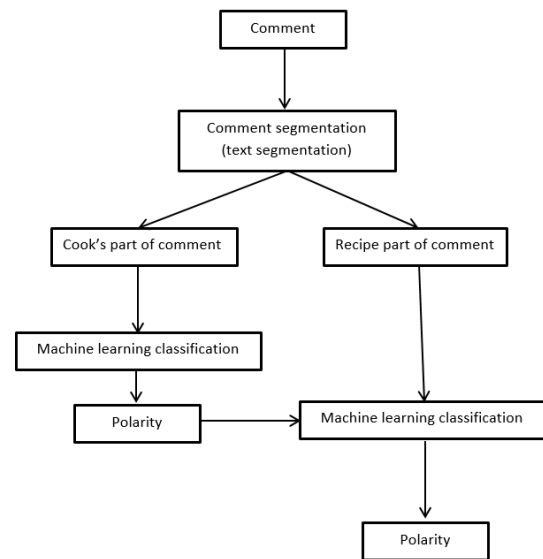 Comment
Comment segmentation
(text segmentation)
Cook's part of comment
Recipe part of comment
Machine learning classification
Polarity
Machine learning classification
Polarity